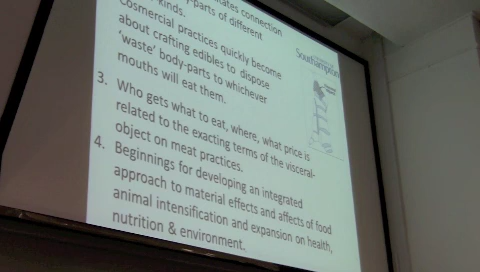 connection
-parts of different
kinds.
Cosmercial practices quickly become
about crafting edibles to dispose
'waste' body-parts to whichever
mouths will eat them.
3. Who gets what to eat, where, what price is
related to the exacting terms of the visceral-
object on meat practices.
4. Beginnings for developing an integrated
approach to material effects and affects of food
animal intensification and expansion on health,
nutrition & environment.
Southampton